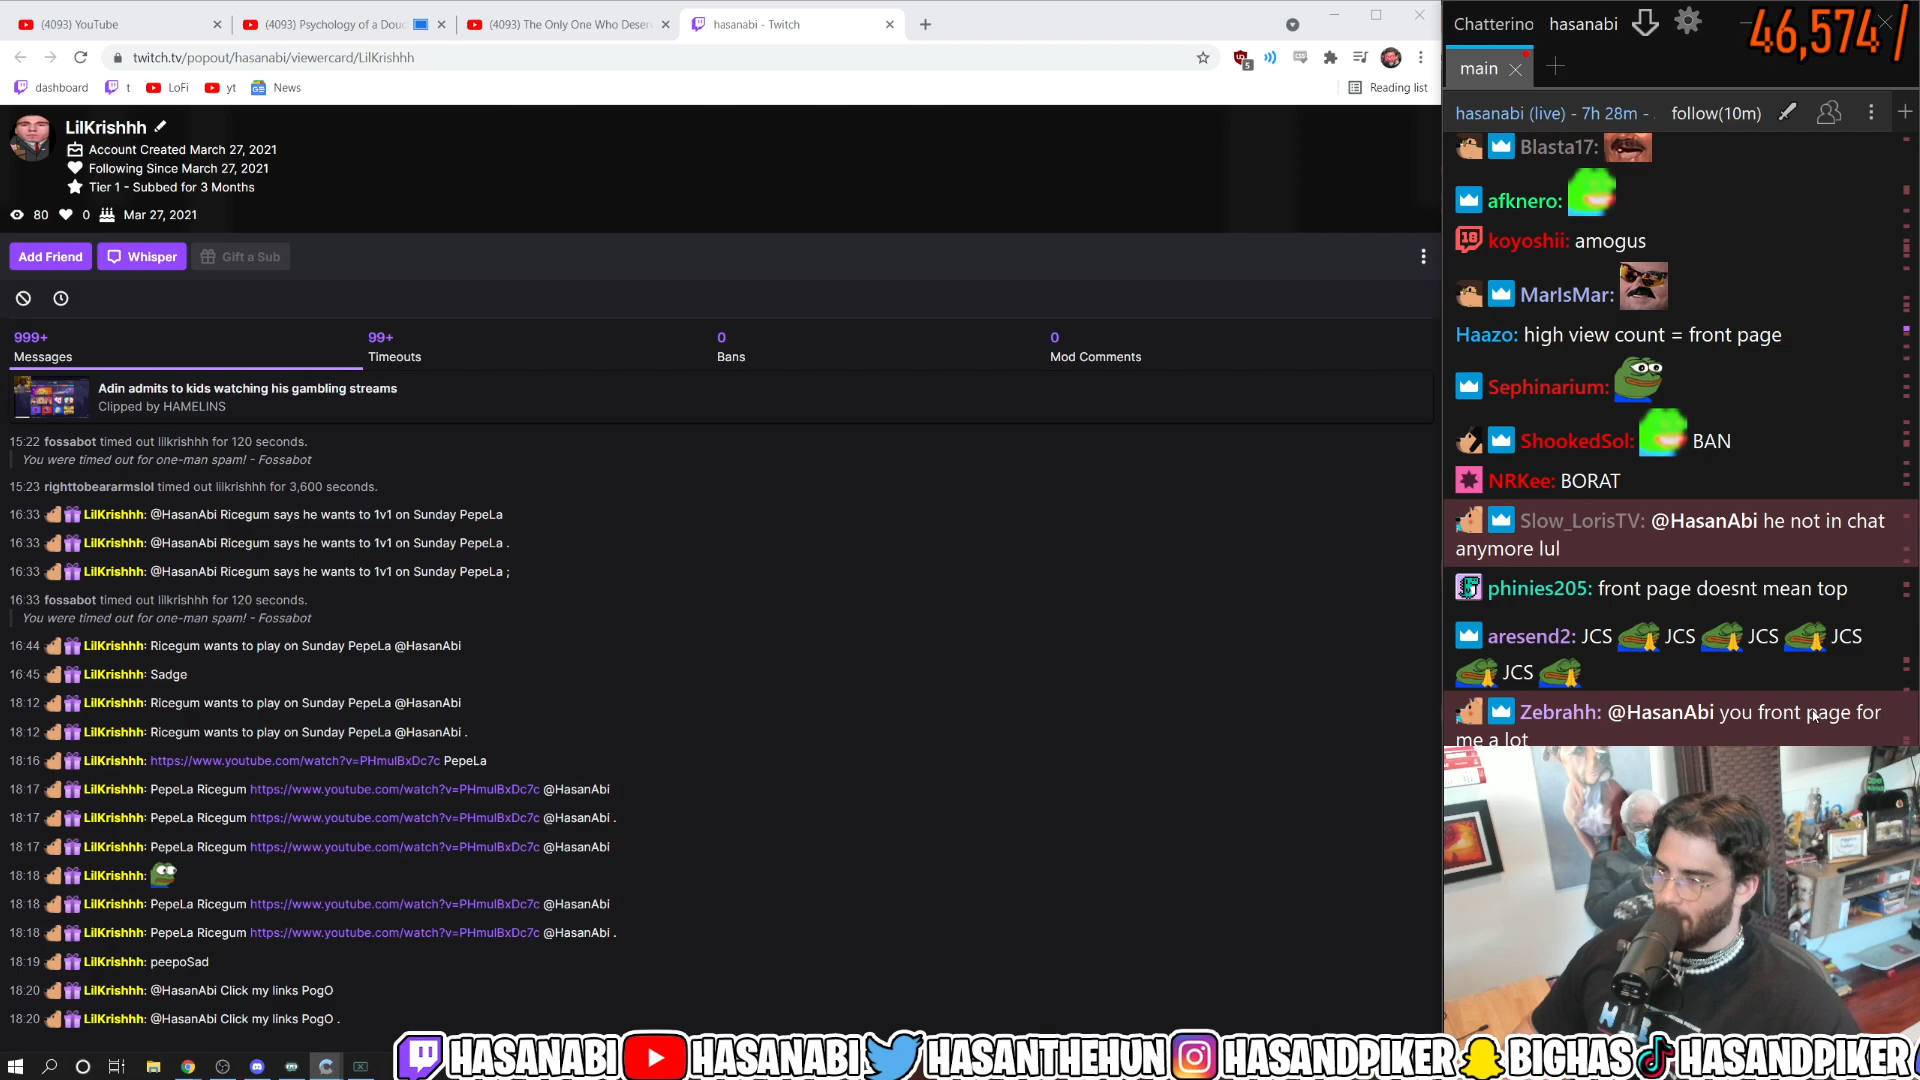 (4093) YouTube
(4093) Psychology of a Douc
(4093) The Only One Who Deser
hasanabi - Twitch
twitch.tv/popout/hasanabi/viewercard/LilKrishhh
dashboard
t
LoFi
yt
News
Reading list
LilKrishhh
Account Created March 27, 2021
Following Since March 27, 2021
Tier 1 - Subbed for 3 Months
80 0 Mar 27, 2021
Add Friend Whisper Gift a Sub
999+ 99+ 0 0
Messages Timeouts Bans Mod Comments
Adin admits to kids watching his gambling streams
Clipped by HAMELINS
15:22 fossabot timed out lilkrishhh for 120 seconds.
You were timed out for one-man spam! - Fossabot
15:23 righttobeararmslol timed out lilkrishhh for 3,600 seconds.
16:33 LilKrishhh: @HasanAbi Ricegum says he wants to 1v1 on Sunday PepeLa
16:33 LilKrishhh: @HasanAbi Ricegum says he wants to 1v1 on Sunday PepeLa .
16:33 LilKrishhh: @HasanAbi Ricegum says he wants to 1v1 on Sunday PepeLa ;
16:33 fossabot timed out lilkrishhh for 120 seconds.
You were timed out for one-man spam! - Fossabot
16:44 LilKrishhh: Ricegum wants to play on Sunday PepeLa @HasanAbi
16:45 LilKrishhh: Sadge
18:12 LilKrishhh: Ricegum wants to play on Sunday PepeLa @HasanAbi
18:12 LilKrishhh: Ricegum wants to play on Sunday PepeLa @HasanAbi .
18:16 LilKrishhh: https://www.youtube.com/watch?v=PHmulBxDc7c PepeLa
18:17 LilKrishhh: PepeLa Ricegum https://www.youtube.com/watch?v=PHmulBxDc7c @HasanAbi
18:17 LilKrishhh: PepeLa Ricegum https://www.youtube.com/watch?v=PHmulBxDc7c @HasanAbi .
18:17 LilKrishhh: PepeLa Ricegum https://www.youtube.com/watch?v=PHmulBxDc7c @HasanAbi
18:18 LilKrishhh:
18:18 LilKrishhh: PepeLa Ricegum https://www.youtube.com/watch?v=PHmulBxDc7c @HasanAbi
18:18 LilKrishhh: PepeLa Ricegum https://www.youtube.com/watch?v=PHmulBxDc7c @HasanAbi .
18:19 LilKrishhh: peepoSad
18:20 LilKrishhh: @HasanAbi Click my links PogO
18:20 LilKrishhh: @HasanAbi Click my links PogO .
Chatterino hasanabi
46,574 /
main
hasanabi (live) - 7h 28m - . follow(10m)
Blasta17:
afknero:
18 koyoshii: amogus
MarIsMar:
Haazo: high view count = front page
Sephinarium:
ShookedSol: BAN
NRKee: BORAT
Slow_LorisTV: @HasanAbi he not in chat
anymore lul
phinies205: front page doesnt mean top
aresend2: JCS JCS JCS JCS
JCS
Zebrahh: @HasanAbi you front page for
me a lot
HASANABI HASANABI HASANTHEHUN HASANDPIKER BIGHAS HASANDPIKER